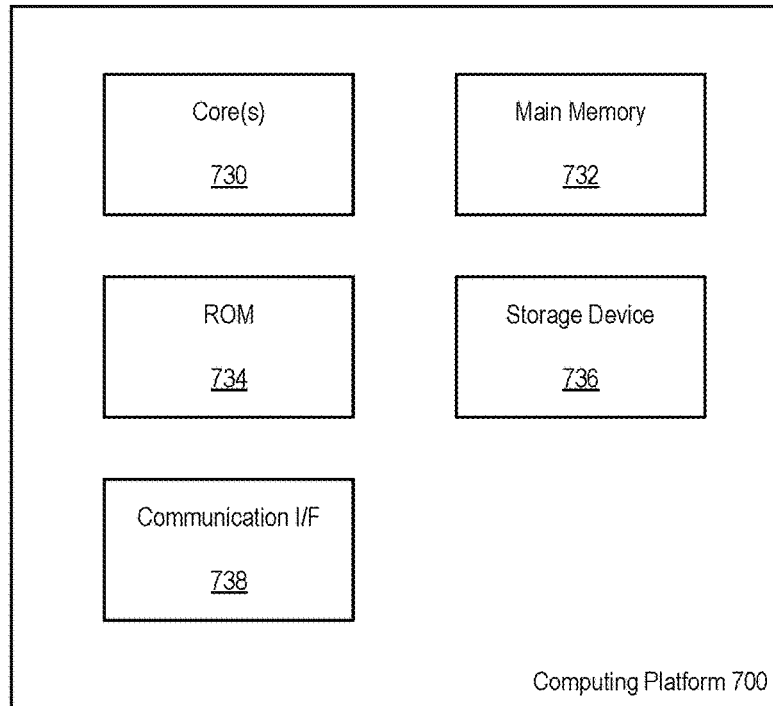 Core(s)
730
Main Memory
732
ROM
734
Storage Device
736
Communication I/F
738
Computing Platform 700